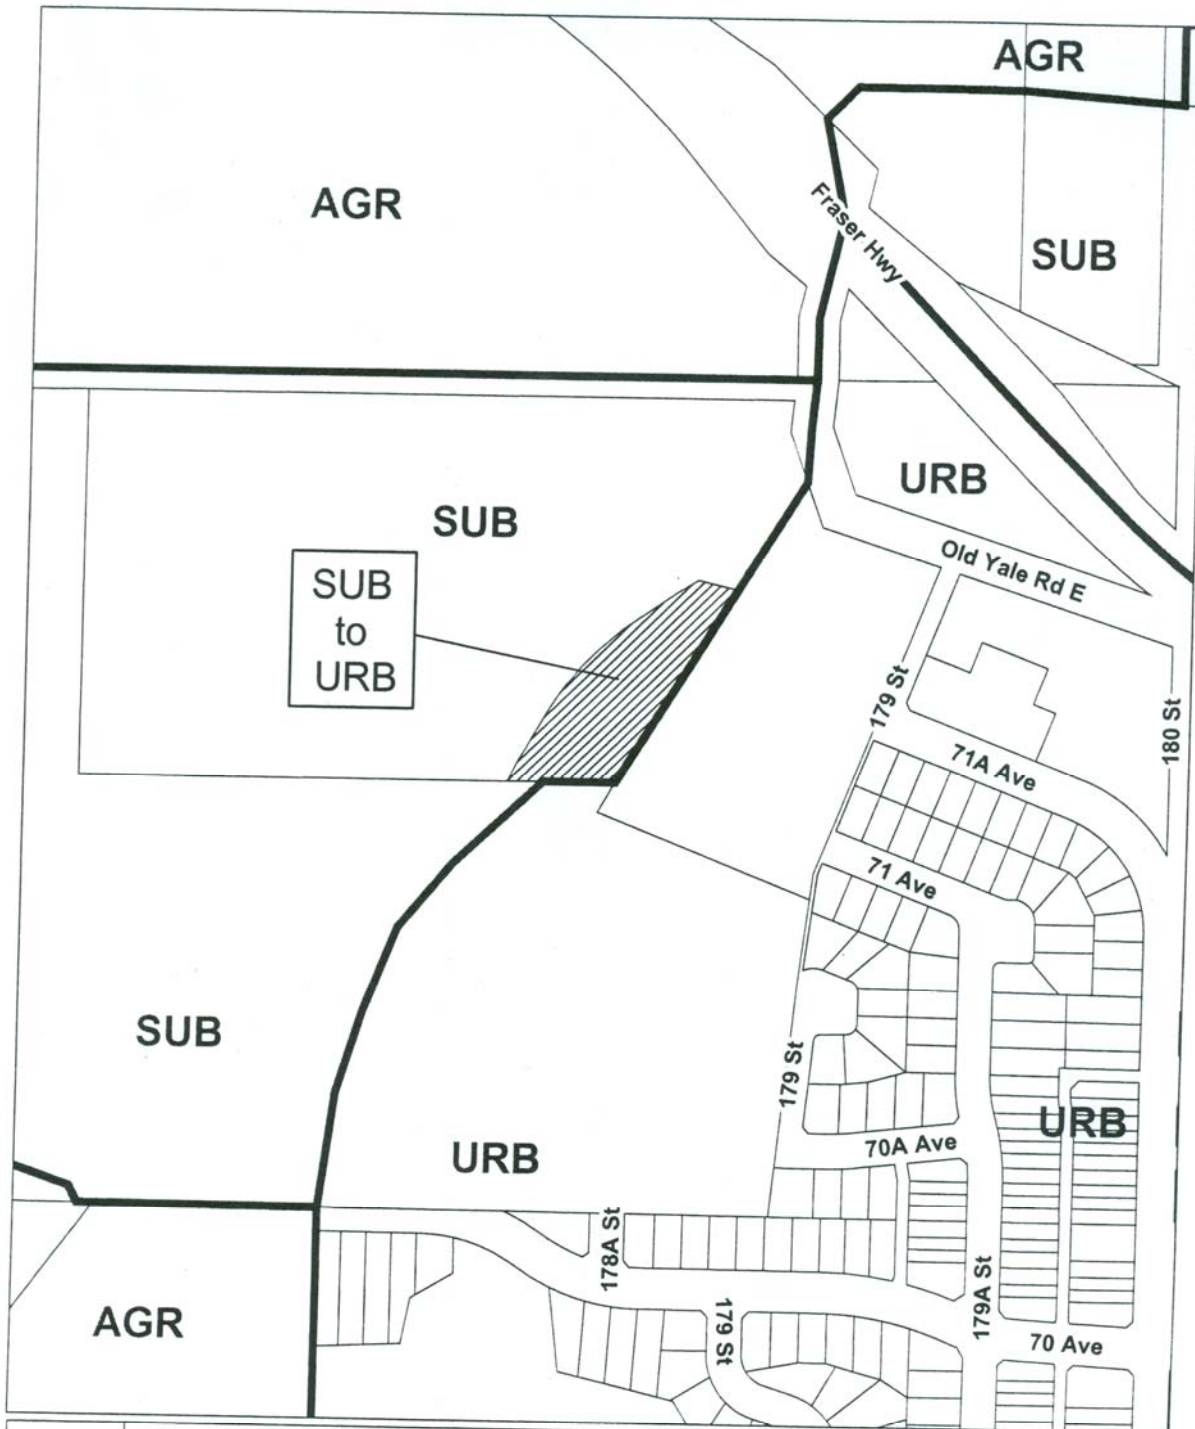 AGR
AGR
Fraser Hwy
SUB
URB
SUB
SUB
to
URB
Old Yale Rd E
179 St
180 St
71A Ave
71 Ave
SUB
179 St
URB
70A Ave
URB
178A St
179A St
AGR
179 St
70 Ave